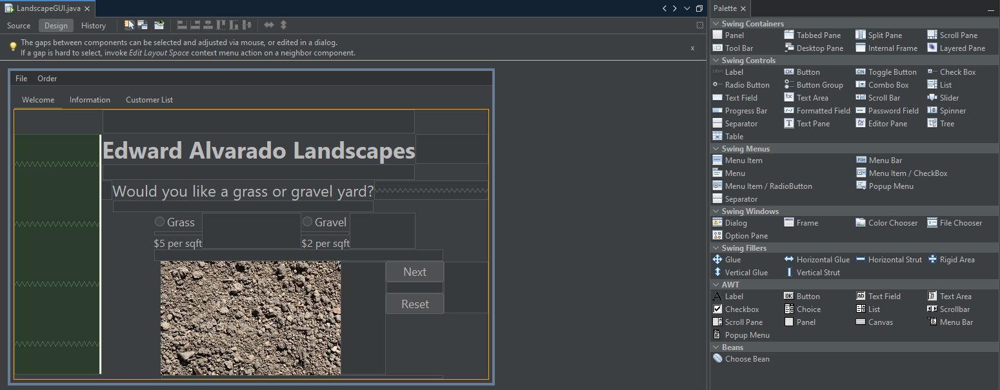 LandscapeGUI.java
Source Design History
The gaps between components can be selected and adjusted via mouse, or edited in a dialog.
If a gap is hard to select, invoke Edit Layout Space context menu action on a neighbor component.
x
File Order
Welcome Information Customer List
Edward Alvarado Landscapes
Would you like a grass or gravel yard?
Grass Gravel
$5 per sqft $2 per sqft
Next
Reset
Palette
Swing Containers
Panel Tabbed Pane Split Pane Scroll Pane
Tool Bar Desktop Pane Internal Frame Layered Pane
Swing Controls
label Label OK Button ON Toggle Button Check Box
Radio Button Button Group Combo Box List
Text Field tx Text Area Scroll Bar Slider
Progress Bar Formatted Field Password Field Spinner
Separator T Text Pane Editor Pane Tree
Table
Swing Menus
Menu Item File Menu Bar
Menu Menu Item / CheckBox
Menu Item / RadioButton Popup Menu
Separator
Swing Windows
Dialog Frame Color Chooser File Chooser
Option Pane
Swing Fillers
Glue Horizontal Glue Horizontal Strut Rigid Area
Vertical Glue Vertical Strut
AWT
A Label OK Button ab Text Field Text Area
Checkbox Choice List Scrollbar
Scroll Pane Panel Canvas Menu Bar
Popup Menu
Beans
Choose Bean